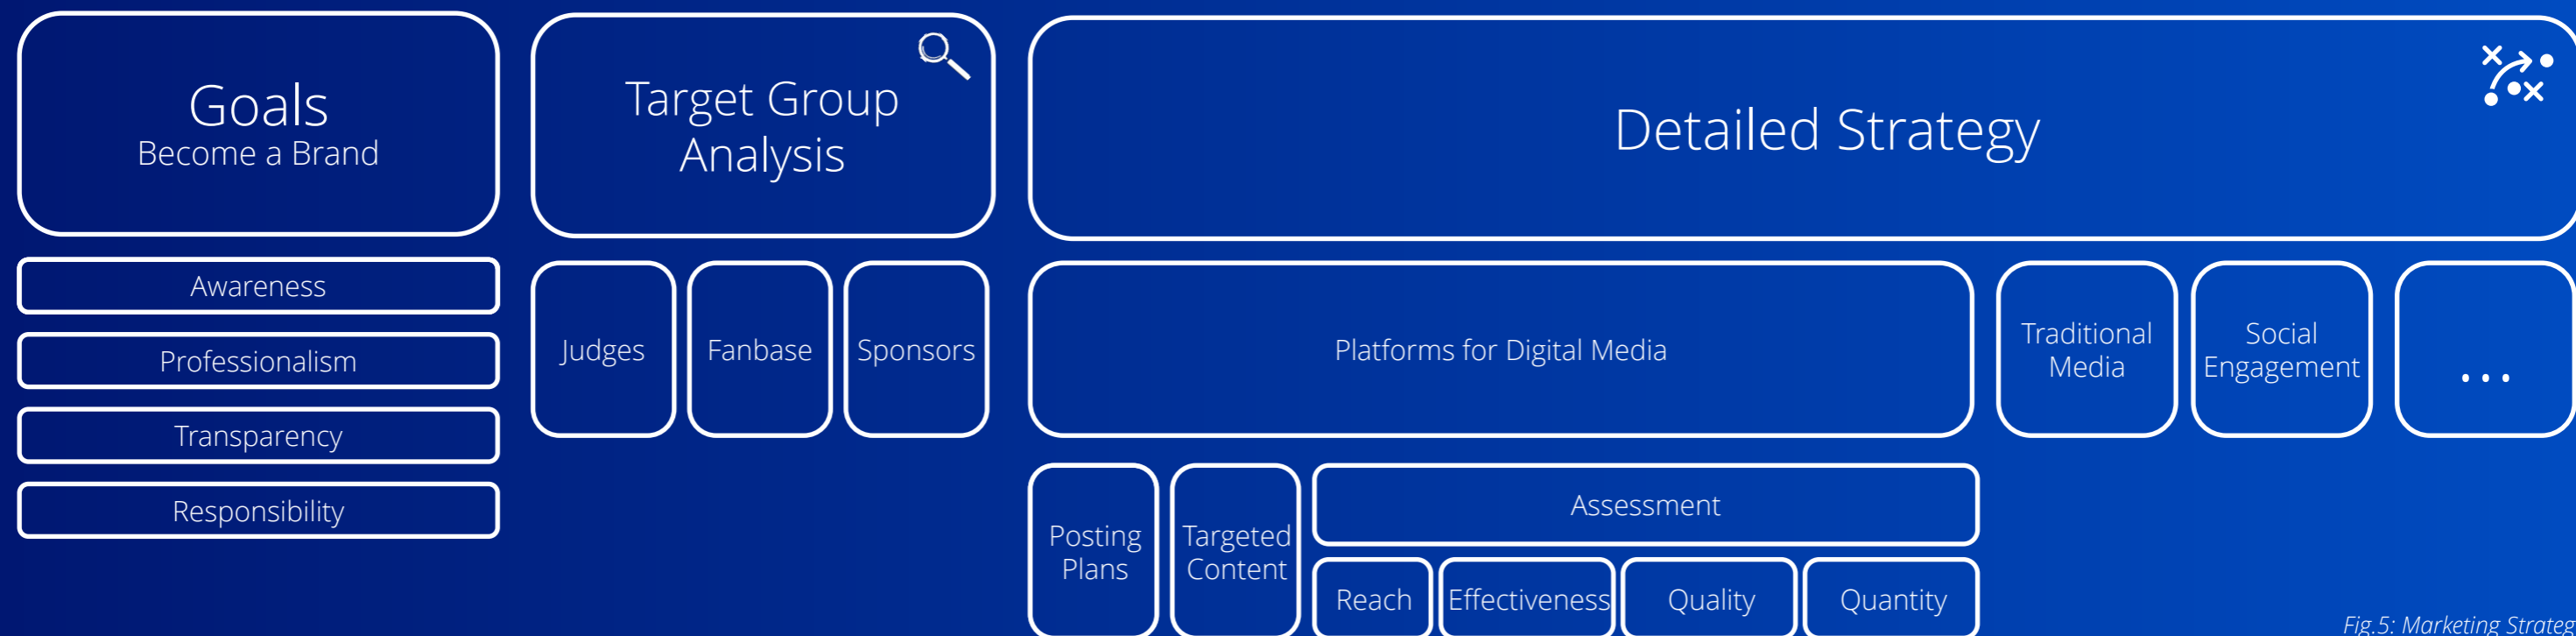 Goals
Become a Brand
Awareness
Professionalism
Transparency
Responsibility
Target Group
Analysis
Judges
Fanbase
Sponsors
Detailed Strategy
Platforms for Digital Media
Traditional
Media
Social
Engagement
...
Posting
Plans
Targeted
Content
Assessment
Reach
Effectiveness
Quality
Quantity
Fig.5: Marketing Strateg